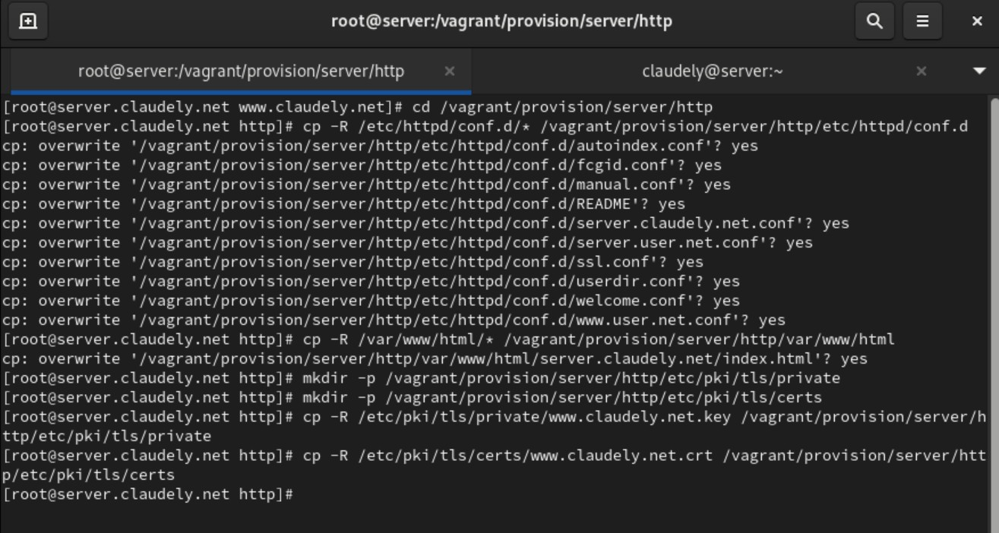 root@server:/vagrant/provision/server/http
root@server:/vagrant/provision/server/http
claudely@server:~
[root@server.claudely.net www.claudely.net]# cd /vagrant/provision/server/http
[root@server.claudely.net http]# cp -R /etc/httpd/conf.d/* /vagrant/provision/server/http/etc/httpd/conf.d
cp: overwrite '/vagrant/provision/server/http/etc/httpd/conf.d/autoindex.conf'? yes
cp: overwrite '/vagrant/provision/server/http/etc/httpd/conf.d/fcgid.conf'? yes
cp: overwrite '/vagrant/provision/server/http/etc/httpd/conf.d/manual.conf'? yes
cp: overwrite '/vagrant/provision/server/http/etc/httpd/conf.d/README'? yes
cp: overwrite '/vagrant/provision/server/http/etc/httpd/conf.d/server.claudely.net.conf'? yes
cp: overwrite '/vagrant/provision/server/http/etc/httpd/conf.d/server.user.net.conf'? yes
cp: overwrite '/vagrant/provision/server/http/etc/httpd/conf.d/ssl.conf'? yes
cp: overwrite '/vagrant/provision/server/http/etc/httpd/conf.d/userdir.conf'? yes
cp: overwrite '/vagrant/provision/server/http/etc/httpd/conf.d/welcome.conf'? yes
cp: overwrite '/vagrant/provision/server/http/etc/httpd/conf.d/www.user.net.conf'? yes
[root@server.claudely.net http]# cp -R /var/www/html/* /vagrant/provision/server/http/var/www/html
cp: overwrite '/vagrant/provision/server/http/var/www/html/server.claudely.net/index.html'? yes
[root@server.claudely.net http]# mkdir -p /vagrant/provision/server/http/etc/pki/tls/private
[root@server.claudely.net http]# mkdir -p /vagrant/provision/server/http/etc/pki/tls/certs
[root@server.claudely.net http]# cp -R /etc/pki/tls/private/www.claudely.net.key /vagrant/provision/server/h
ttp/etc/pki/tls/private
[root@server.claudely.net http]# cp -R /etc/pki/tls/certs/www.claudely.net.crt /vagrant/provision/server/htt
p/etc/pki/tls/certs
[root@server.claudely.net http]#